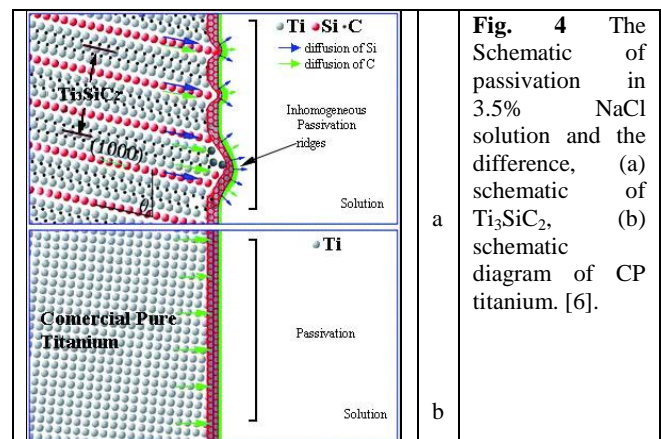 Ti Si · C
diffusion of Si
diffusion of C
Ti₃SiC₂
Inhomogeneous
Passivation
ridges
(1000)
θ
Solution
a
Ti
Comercial Pure
Titanium
Passivation
Solution
b
Fig. 4 The
Schematic of
passivation in
3.5% NaCl
solution and the
difference, (a)
schematic of
Ti₃SiC₂, (b)
schematic
diagram of CP
titanium. [6].